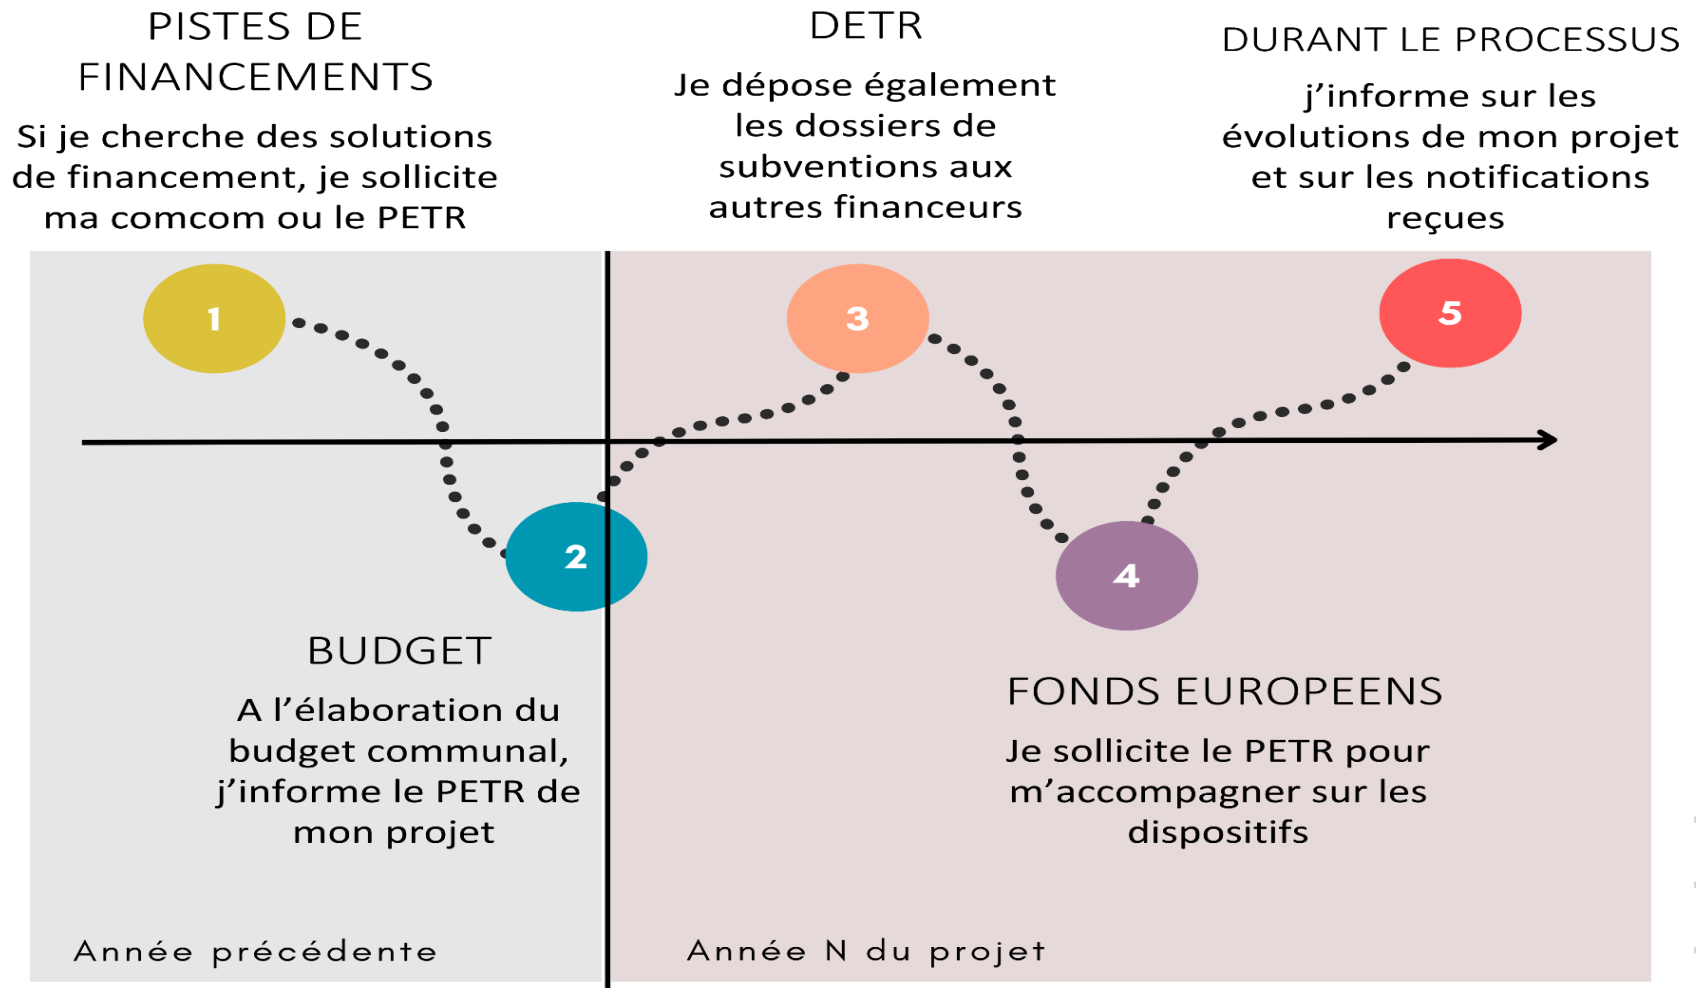 PISTES DE
FINANCEMENTS
Si je cherche des solutions
de financement, je sollicite
ma comcom ou le PETR
DETR
Je dépose également
les dossiers de
subventions aux
autres financeurs
DURANT LE PROCESSUS
j’informe sur les
évolutions de mon projet
et sur les notifications
reçues
1
3
5
2
4
BUDGET
A l’élaboration du
budget communal,
j’informe le PETR de
mon projet
FONDS EUROPEENS
Je sollicite le PETR pour
m’accompagner sur les
dispositifs
Année précédente
Année N du projet